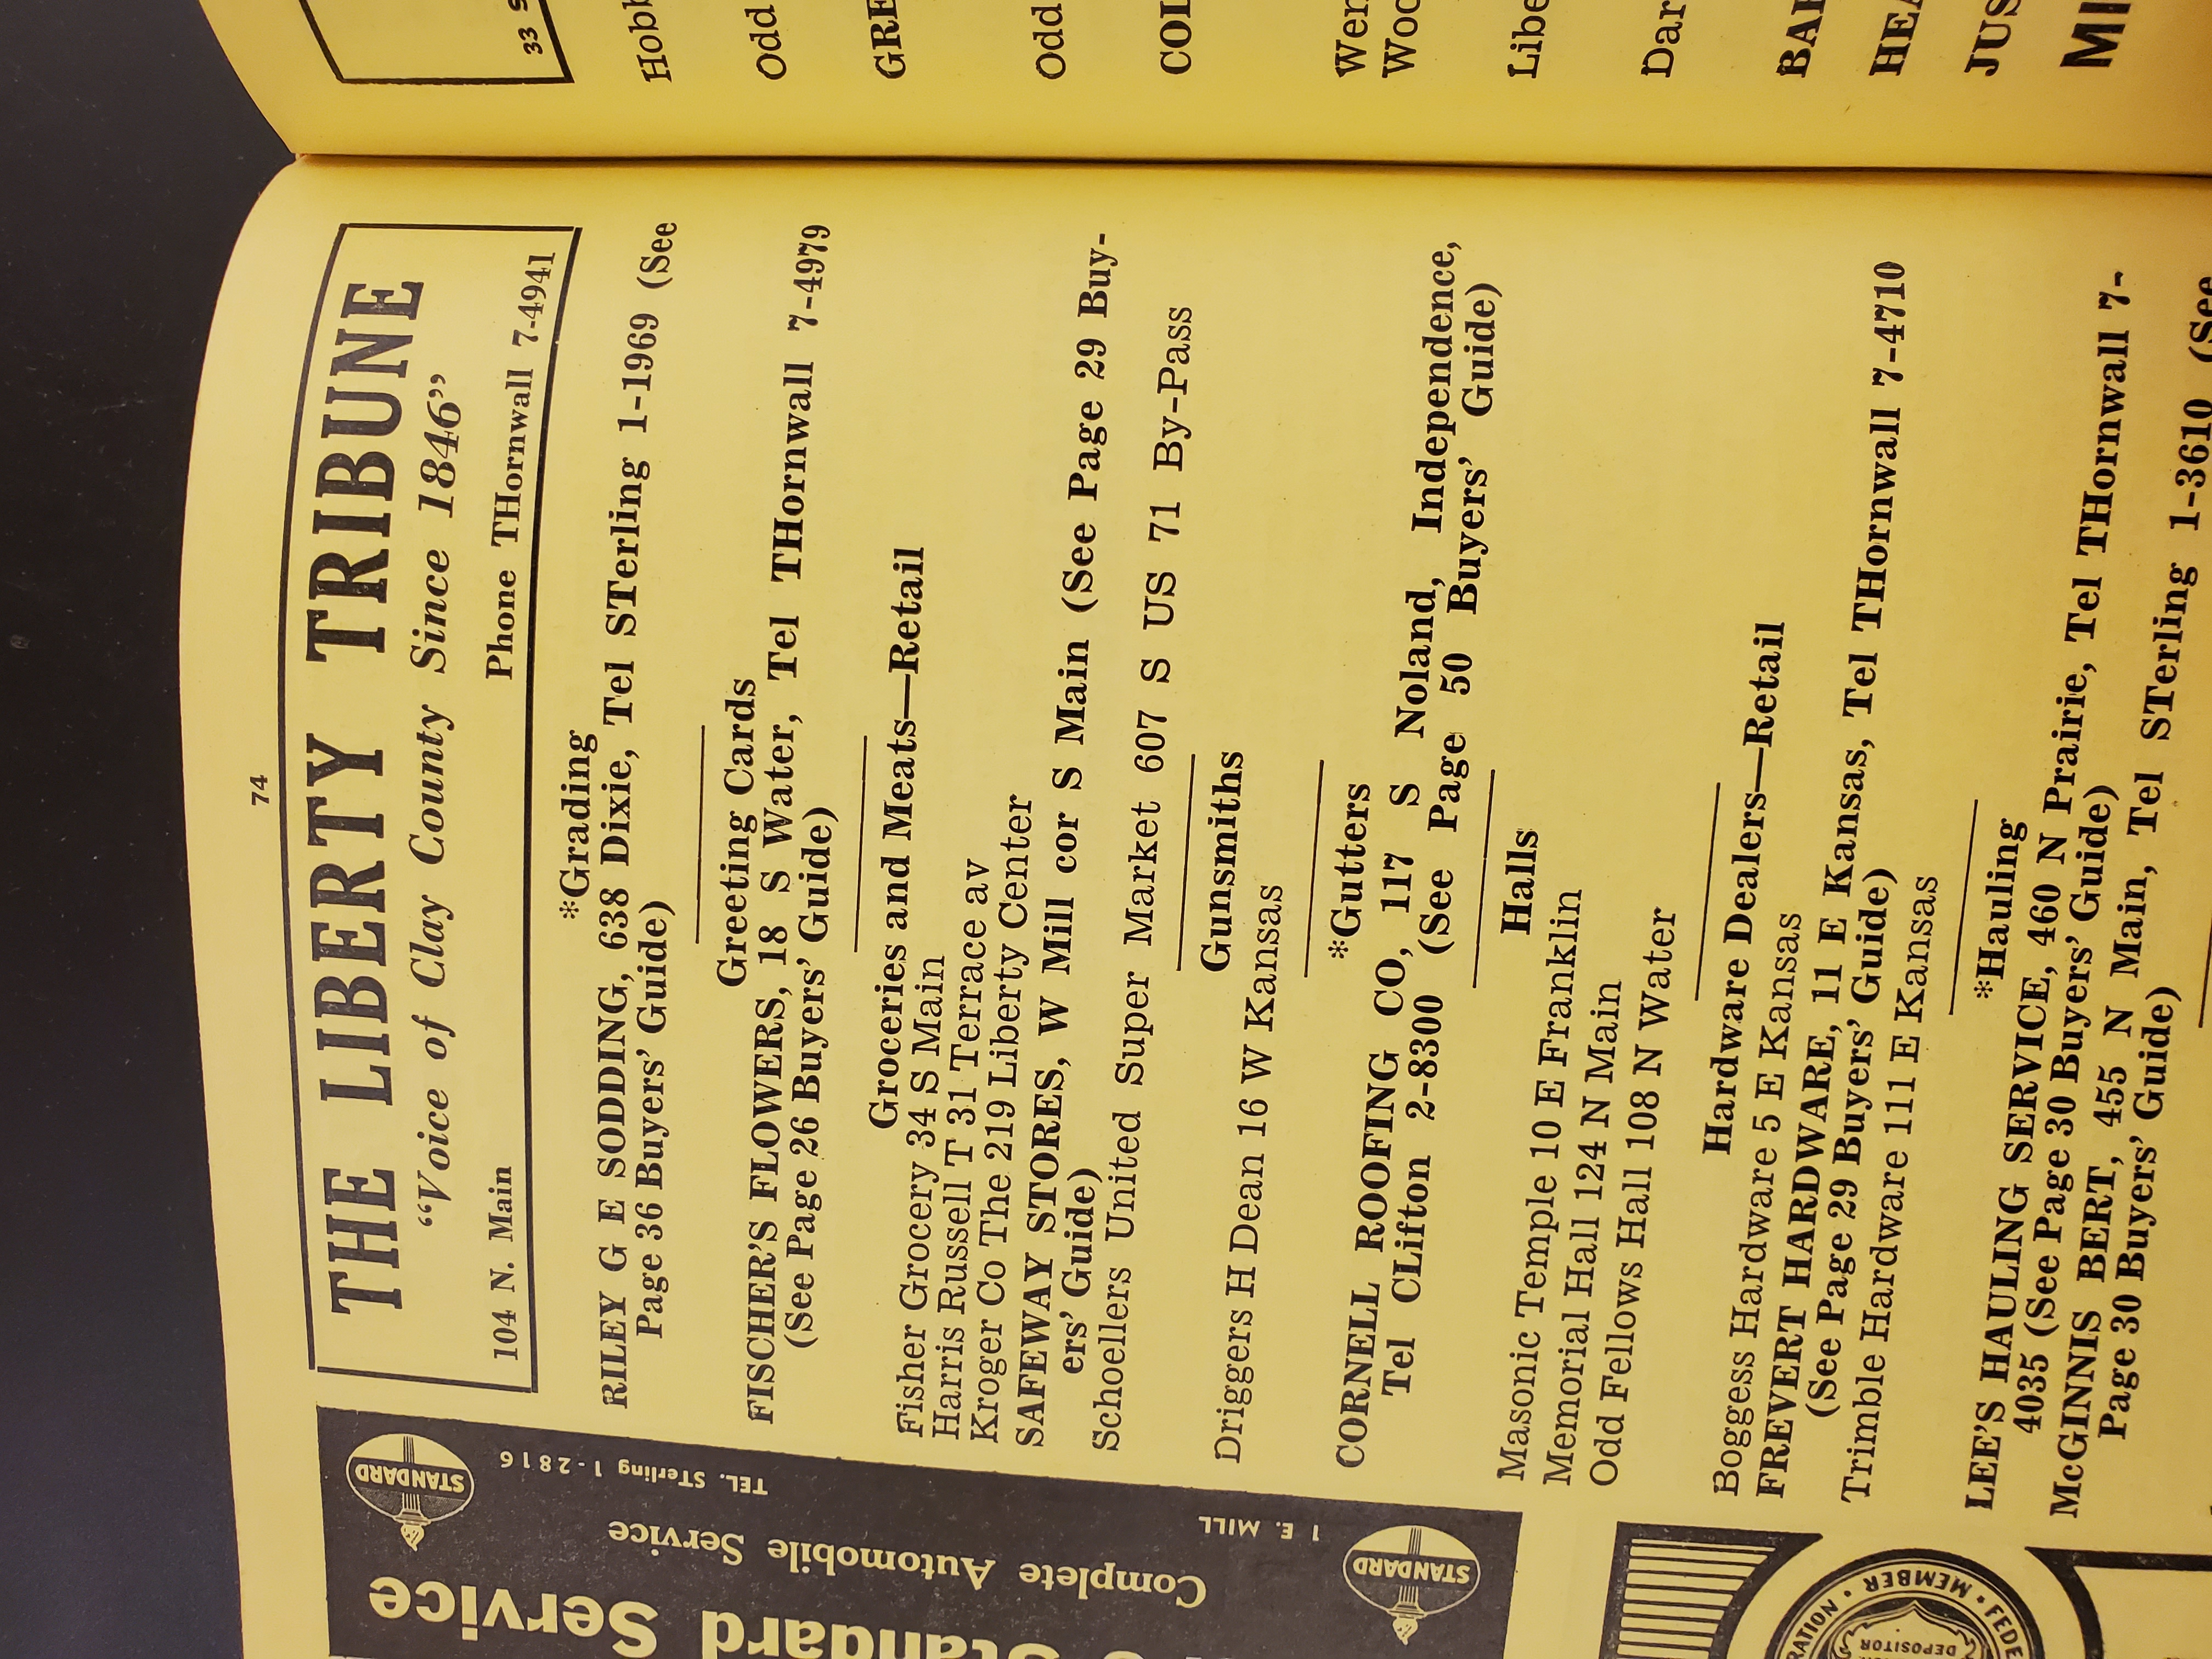 74
THE LIBERTY TRIBUNE
“Voice of Clay County Since 1846”
104 N. Main Phone THornwall 7-4941
*Grading
RILEY G E SODDING, 638 Dixie, Tel STerling 1-1969 (See
Page 36 Buyers’ Guide)
Greeting Cards
FISCHER’S FLOWERS, 18 S Water, Tel THornwall 7-4979
(See Page 26 Buyers’ Guide)
Groceries and Meats—Retail
Fisher Grocery 34 S Main
Harris Russell T 31 Terrace av
Kroger Co The 219 Liberty Center
SAFEWAY STORES, W Mill cor S Main (See Page 29 Buy-
ers’ Guide)
Schoellers United Super Market 607 S US 71 By-Pass
Gunsmiths
Driggers H Dean 16 W Kansas
*Gutters
CORNELL ROOFING CO, 117 S Noland, Independence,
Tel CLifton 2-8300 (See Page 50 Buyers’ Guide)
Halls
Masonic Temple 10 E Franklin
Memorial Hall 124 N Main
Odd Fellows Hall 108 N Water
Hardware Dealers—Retail
Boggess Hardware 5 E Kansas
FREVERT HARDWARE, 11 E Kansas, Tel THornwall 7-4710
(See Page 29 Buyers’ Guide)
Trimble Hardware 111 E Kansas
*Hauling
LEE’S HAULING SERVICE, 460 N Prairie, Tel THornwall 7-
4035 (See Page 30 Buyers’ Guide)
McGINNIS BERT, 455 N Main, Tel STerling 1-3610 (See
Page 30 Buyers’ Guide)
Standard Service
Complete Automobile Service
1 E. MILL
TEL. STerling 1-2816
STANDARD
STANDARD
MEMBER
DEPOSITOR
33
Odd
Odd